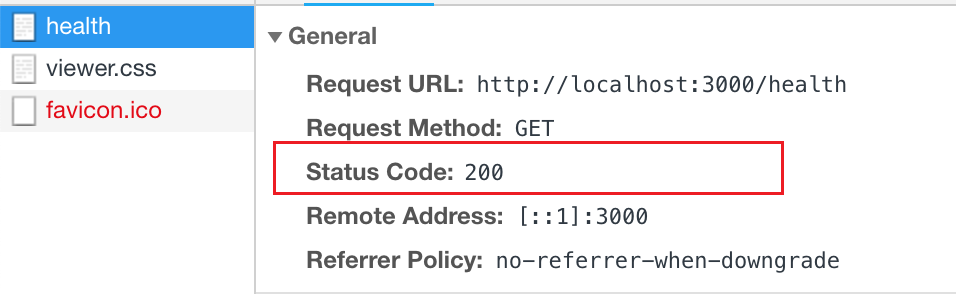 health
viewer.css
favicon.ico
General
Request URL: http://localhost:3000/health
Request Method: GET
Status Code: 200
Remote Address: [::1]:3000
Referrer Policy: no-referrer-when-downgrade